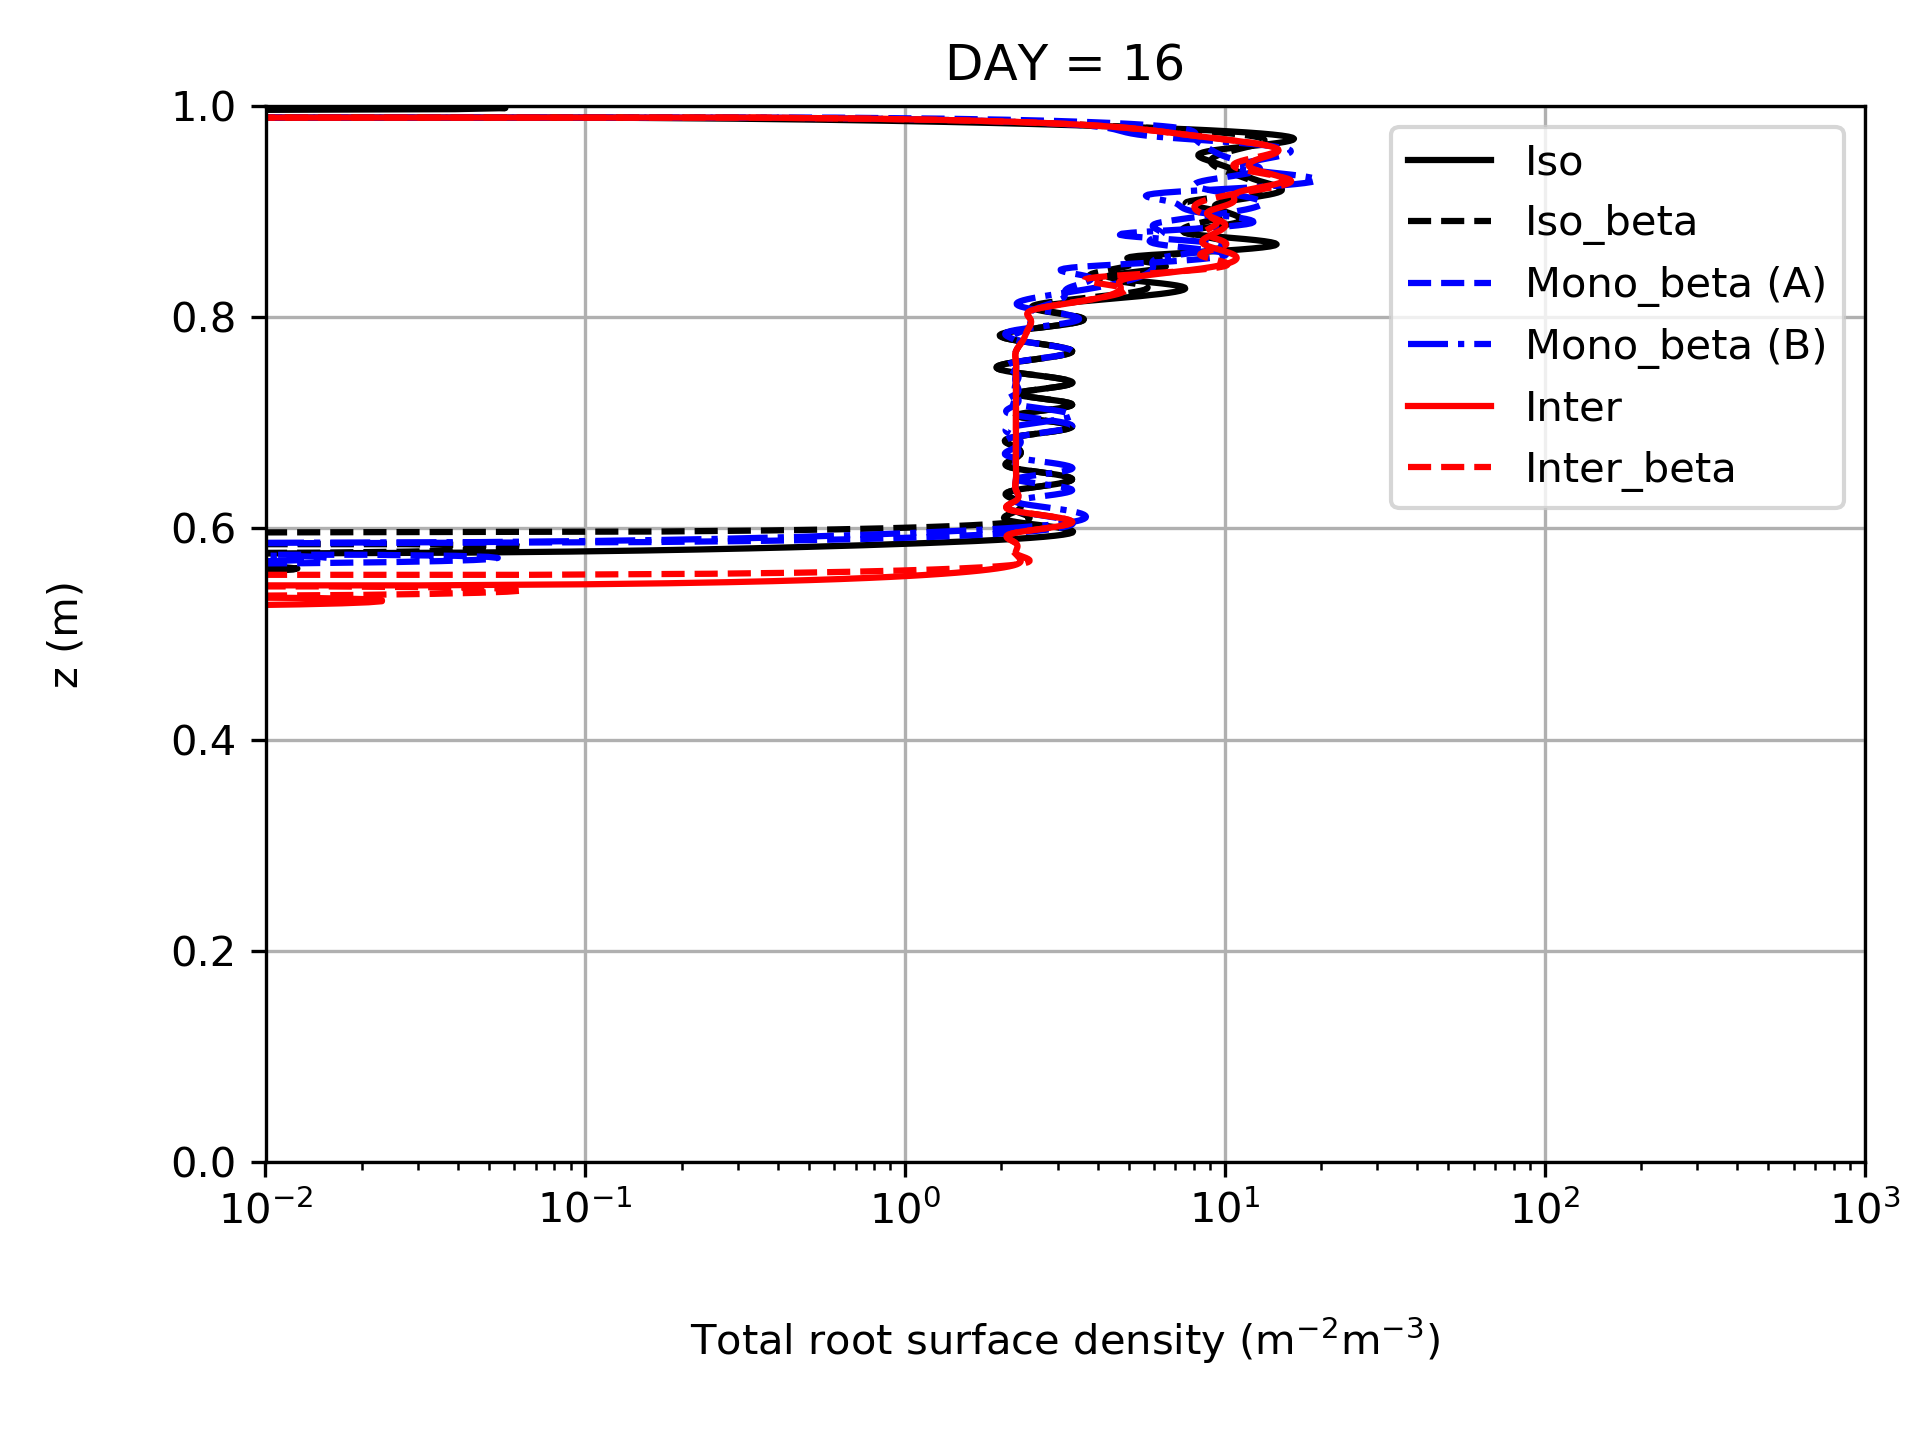 DAY = 16
1.0
0.8
0.6
0.4
0.2
0.0
z (m)
Iso
Iso_beta
Mono_beta (A)
Mono_beta (B)
Inter
Inter_beta
10⁻² 10⁻¹ 10⁰ 10¹ 10² 10³
Total root surface density (m⁻²m⁻³)